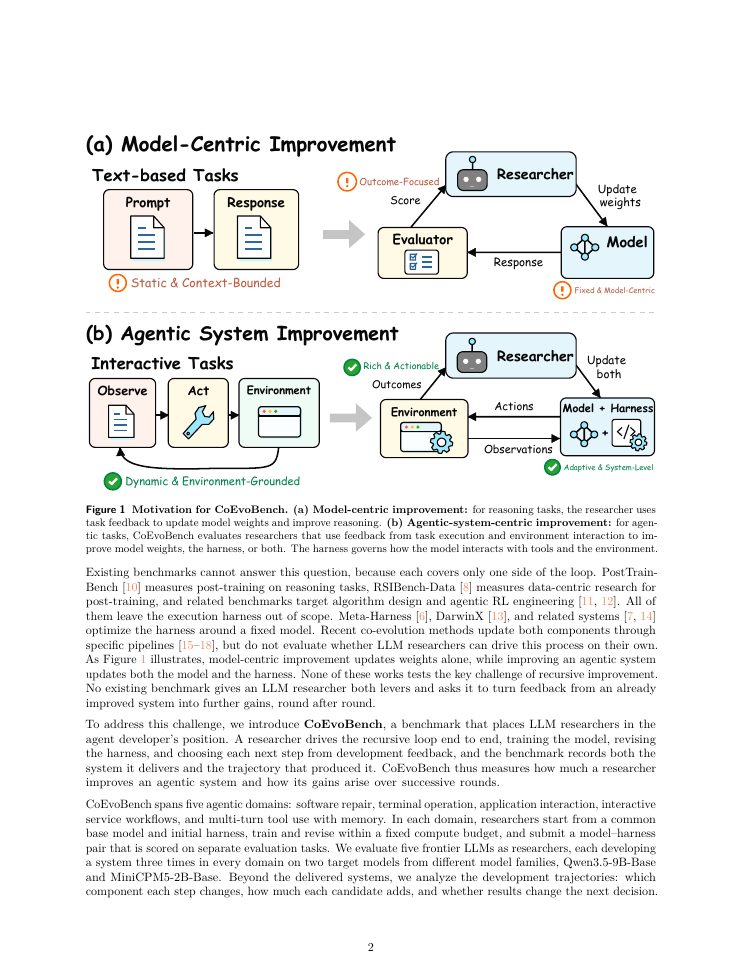 (a) Model-Centric Improvement
Text-based Tasks
Prompt
Response
Static & Context-Bounded
Outcome-Focused
Score
Researcher
Update
weights
Evaluator
Response
Model
Fixed & Model-Centric
(b) Agentic System Improvement
Interactive Tasks
Observe
Act
Environment
Dynamic & Environment-Grounded
Rich & Actionable
Outcomes
Researcher
Update
both
Environment
Actions
Observations
Model + Harness
+
</>
Adaptive & System-Level
Figure 1 Motivation for CoEvoBench. (a) Model-centric improvement: for reasoning tasks, the researcher uses
task feedback to update model weights and improve reasoning. (b) Agentic-system-centric improvement: for agen-
tic tasks, CoEvoBench evaluates researchers that use feedback from task execution and environment interaction to im-
prove model weights, the harness, or both. The harness governs how the model interacts with tools and the environment.
Existing benchmarks cannot answer this question, because each covers only one side of the loop. PostTrain-
Bench [10] measures post-training on reasoning tasks, RSIBench-Data [8] measures data-centric research for
post-training, and related benchmarks target algorithm design and agentic RL engineering [11, 12]. All of
them leave the execution harness out of scope. Meta-Harness [6], DarwinX [13], and related systems [7, 14]
optimize the harness around a fixed model. Recent co-evolution methods update both components through
specific pipelines [15–18], but do not evaluate whether LLM researchers can drive this process on their own.
As Figure 1 illustrates, model-centric improvement updates weights alone, while improving an agentic system
updates both the model and the harness. None of these works tests the key challenge of recursive improvement.
No existing benchmark gives an LLM researcher both levers and asks it to turn feedback from an already
improved system into further gains, round after round.
To address this challenge, we introduce CoEvoBench, a benchmark that places LLM researchers in the
agent developer's position. A researcher drives the recursive loop end to end, training the model, revising
the harness, and choosing each next step from development feedback, and the benchmark records both the
system it delivers and the trajectory that produced it. CoEvoBench thus measures how much a researcher
improves an agentic system and how its gains arise over successive rounds.
CoEvoBench spans five agentic domains: software repair, terminal operation, application interaction, interactive
service workflows, and multi-turn tool use with memory. In each domain, researchers start from a common
base model and initial harness, train and revise within a fixed compute budget, and submit a model–harness
pair that is scored on separate evaluation tasks. We evaluate five frontier LLMs as researchers, each developing
a system three times in every domain on two target models from different model families, Qwen3.5-9B-Base
and MiniCPM5-2B-Base. Beyond the delivered systems, we analyze the development trajectories: which
component each step changes, how much each candidate adds, and whether results change the next decision.
2